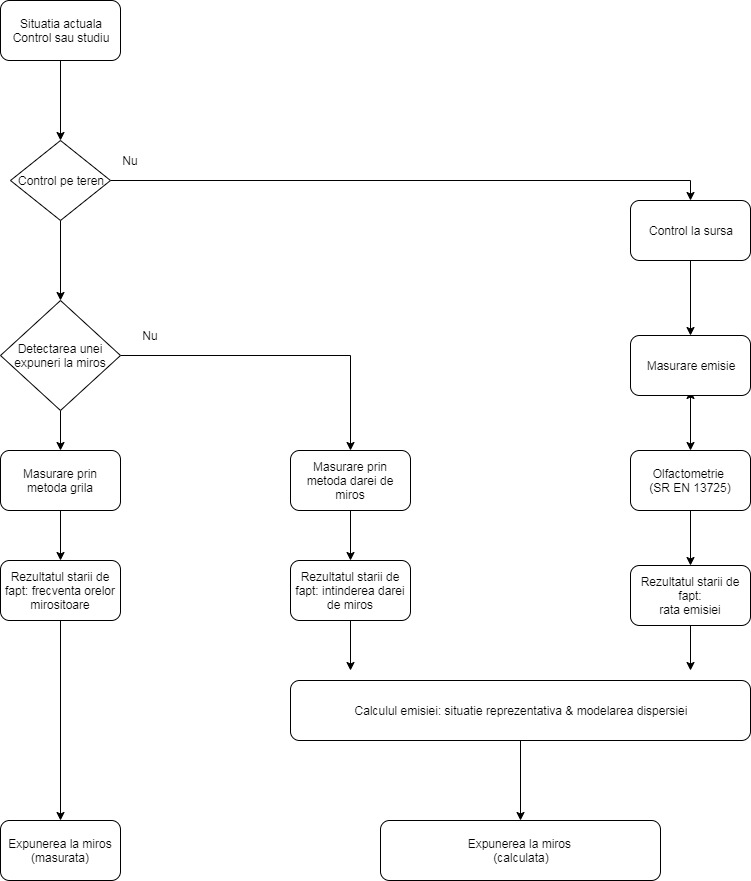 Situatia actuala
Control sau studiu
Nu
Control pe teren
Control la sursa
Nu
Detectarea unei
expuneri la miros
Masurare emisie
Masurare prin
metoda grila
Masurare prin
metoda darei de
miros
Olfactometrie
(SR EN 13725)
Rezultatul starii de
fapt: frecventa orelor
mirositoare
Rezultatul starii de
fapt: intinderea darei
de miros
Rezultatul starii de
fapt:
rata emisiei
Calculul emisiei: situatie reprezentativa & modelarea dispersiei
Expunerea la miros
(masurata)
Expunerea la miros
(calculata)